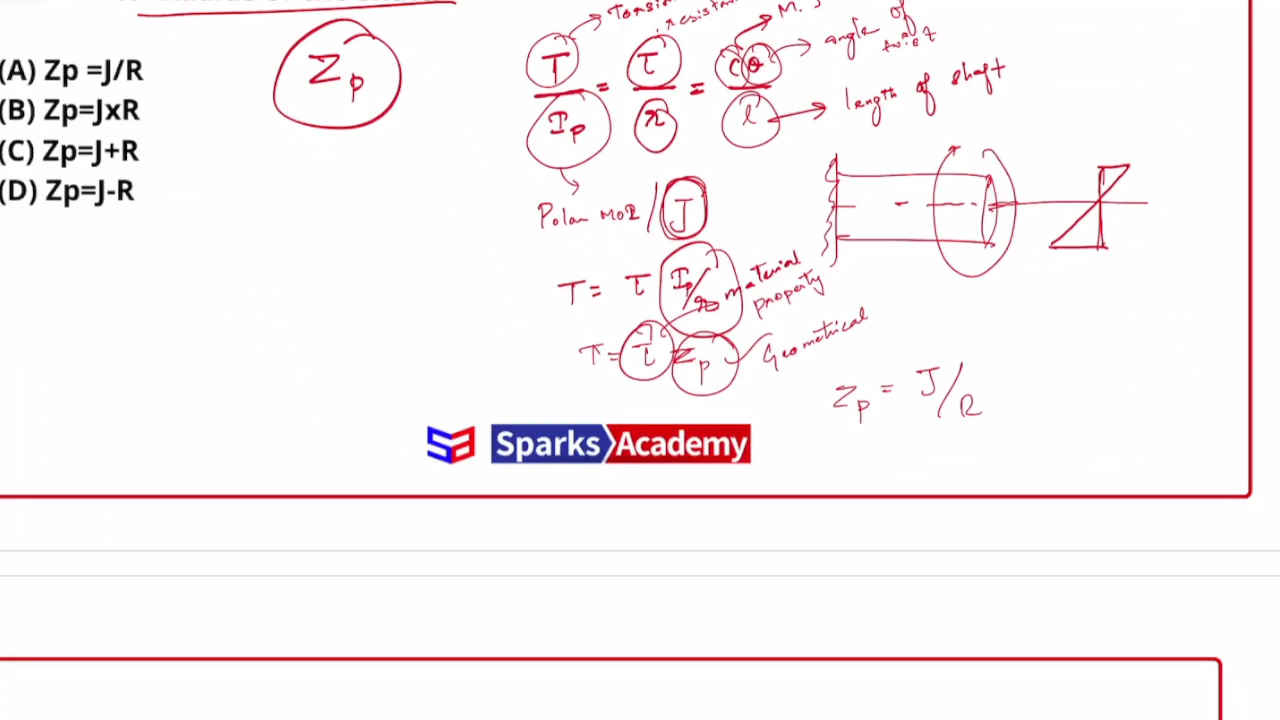 (A) Zp =J/R
(B) Zp=JxR
(C) Zp=J+R
(D) Zp=J-R
Zp
T/Ip = τ/r = Cθ/l
angle of twist
length of shaft
Polar MOI / J
T = τ Ip/r
material property
T = τ Zp
Geometrical
Zp = J/R
Sparks Academy